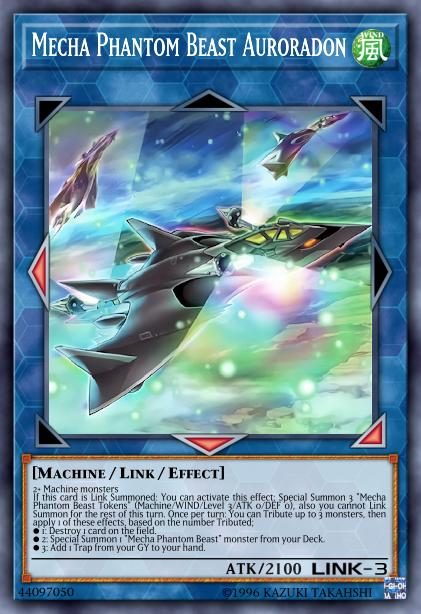 MECHA PHANTOM BEAST AURORADON
WIND
風
[MACHINE / LINK / EFFECT]
2+ Machine monsters
If this card is Link Summoned: You can activate this effect; Special Summon 3 "Mecha
Phantom Beast Tokens" (Machine/WIND/Level 3/ATK 0/DEF 0), also you cannot Link
Summon for the rest of this turn. Once per turn: You can Tribute up to 3 monsters, then
apply 1 of these effects, based on the number Tributed;
● 1: Destroy 1 card on the field.
● 2: Special Summon 1 "Mecha Phantom Beast" monster from your Deck.
● 3: Add 1 Trap from your GY to your hand.
ATK/2100 LINK-3
44097050
©1996 KAZUKI TAKAHSHI